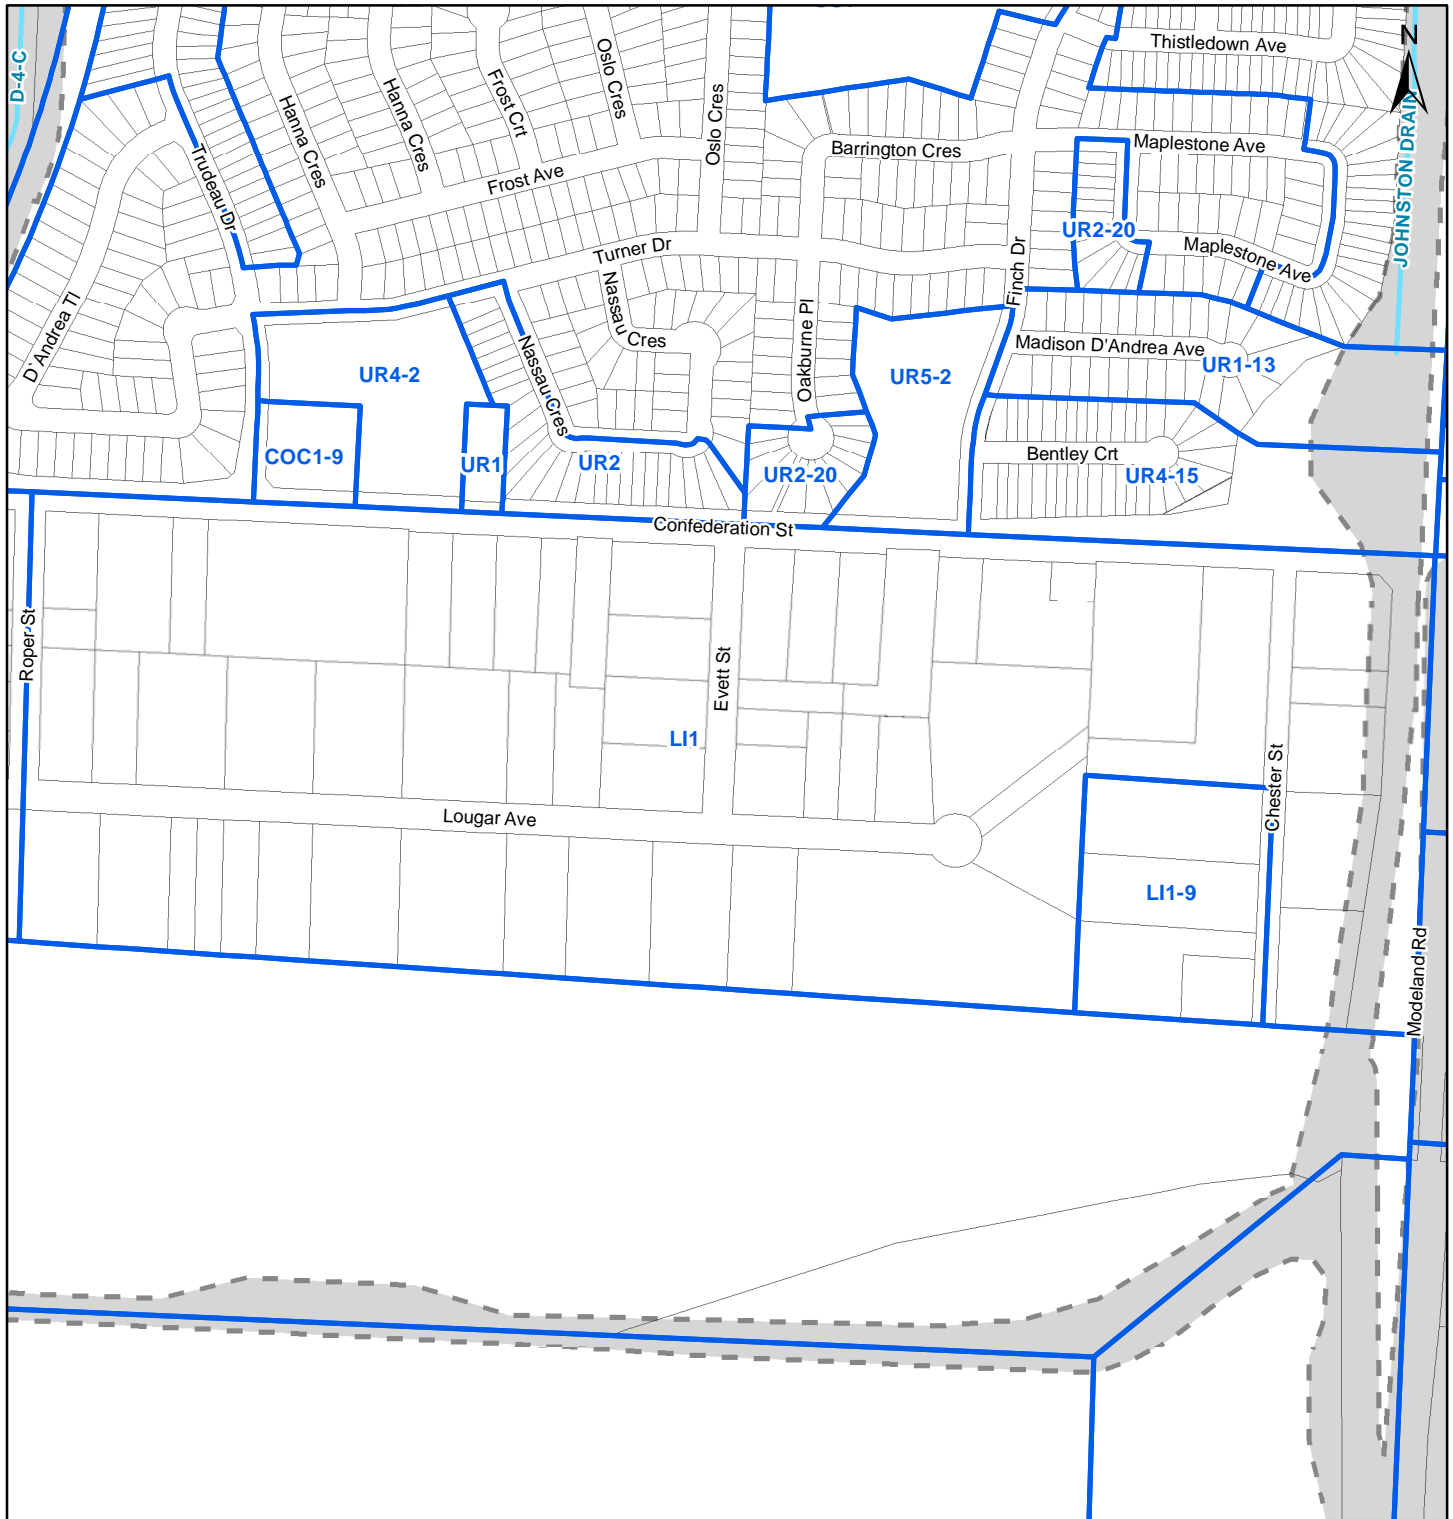 N
Thistledown Ave
D-4-C
Oslo Cres
Frost Crt
Hanna Cres
Hanna Cres
Oslo Cres
JOHNSTON DRAIN
Maplestone Ave
Barrington Cres
Trudeau Dr
Frost Ave
UR2-20
Turner Dr
Maplestone Ave
Finch Dr
Nassau Cres
D`Andrea Tl
Oakburne Pl
Madison D'Andrea Ave
UR1-13
UR4-2
UR5-2
Nassau Cres
Bentley Crt
COC1-9
UR1
UR2
UR2-20
UR4-15
Confederation St
Roper St
Evett St
LI1
Chester St
Lougar Ave
LI1-9
Modeland Rd